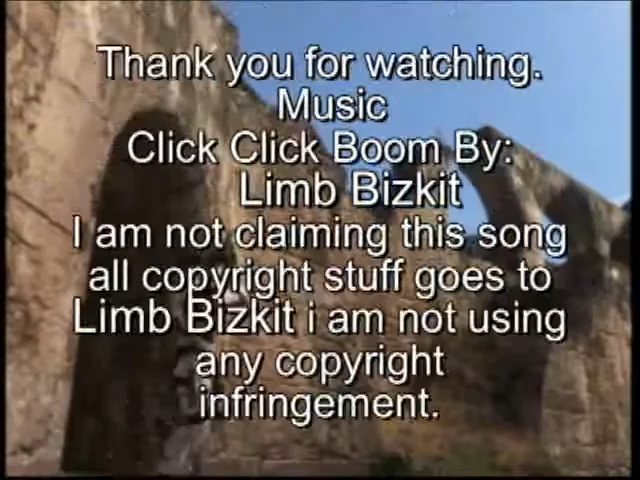 Thank you for watching.
Music
Click Click Boom By:
Limb Bizkit
I am not claiming this song
all copyright stuff goes to
Limb Bizkit i am not using
any copyright
infringement.